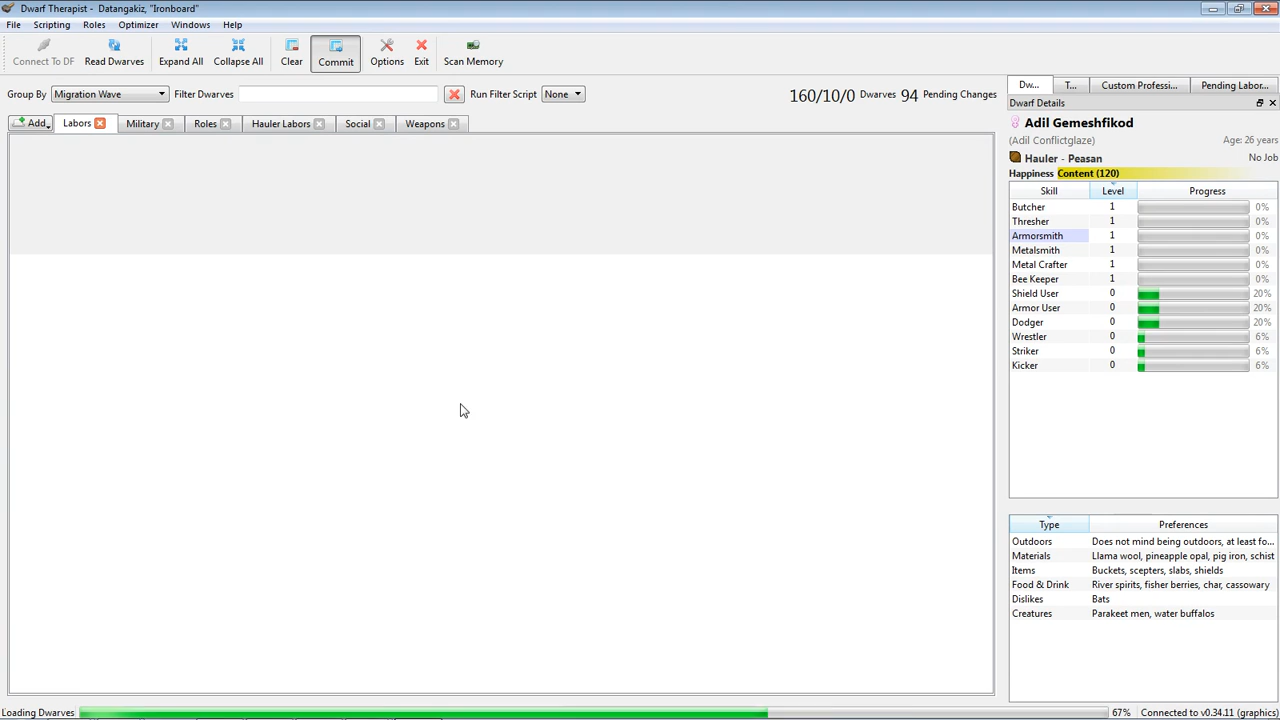 Dwarf Therapist - Datangakiz, "Ironboard"
File Scripting Roles Optimizer Windows Help
Connect To DF Read Dwarves Expand All Collapse All Clear Commit Options Exit Scan Memory
Group By Migration Wave Filter Dwarves Run Filter Script None 160/10/0 Dwarves 94 Pending Changes
Add... Labors Military Roles Hauler Labors Social Weapons
Dw... T... Custom Professi... Pending Labor...
Dwarf Details
Adil Gemeshfikod
(Adil Conflictglaze) Age: 26 years
Hauler - Peasan No Job
Happiness Content (120)
Skill Level Progress
Butcher 1 0%
Thresher 1 0%
Armorsmith 1 0%
Metalsmith 1 0%
Metal Crafter 1 0%
Bee Keeper 1 0%
Shield User 0 20%
Armor User 0 20%
Dodger 0 20%
Wrestler 0 6%
Striker 0 6%
Kicker 0 6%
Type Preferences
Outdoors Does not mind being outdoors, at least fo...
Materials Llama wool, pineapple opal, pig iron, schist
Items Buckets, scepters, slabs, shields
Food & Drink River spirits, fisher berries, char, cassowary
Dislikes Bats
Creatures Parakeet men, water buffalos
Loading Dwarves 67% Connected to v0.34.11 (graphics)